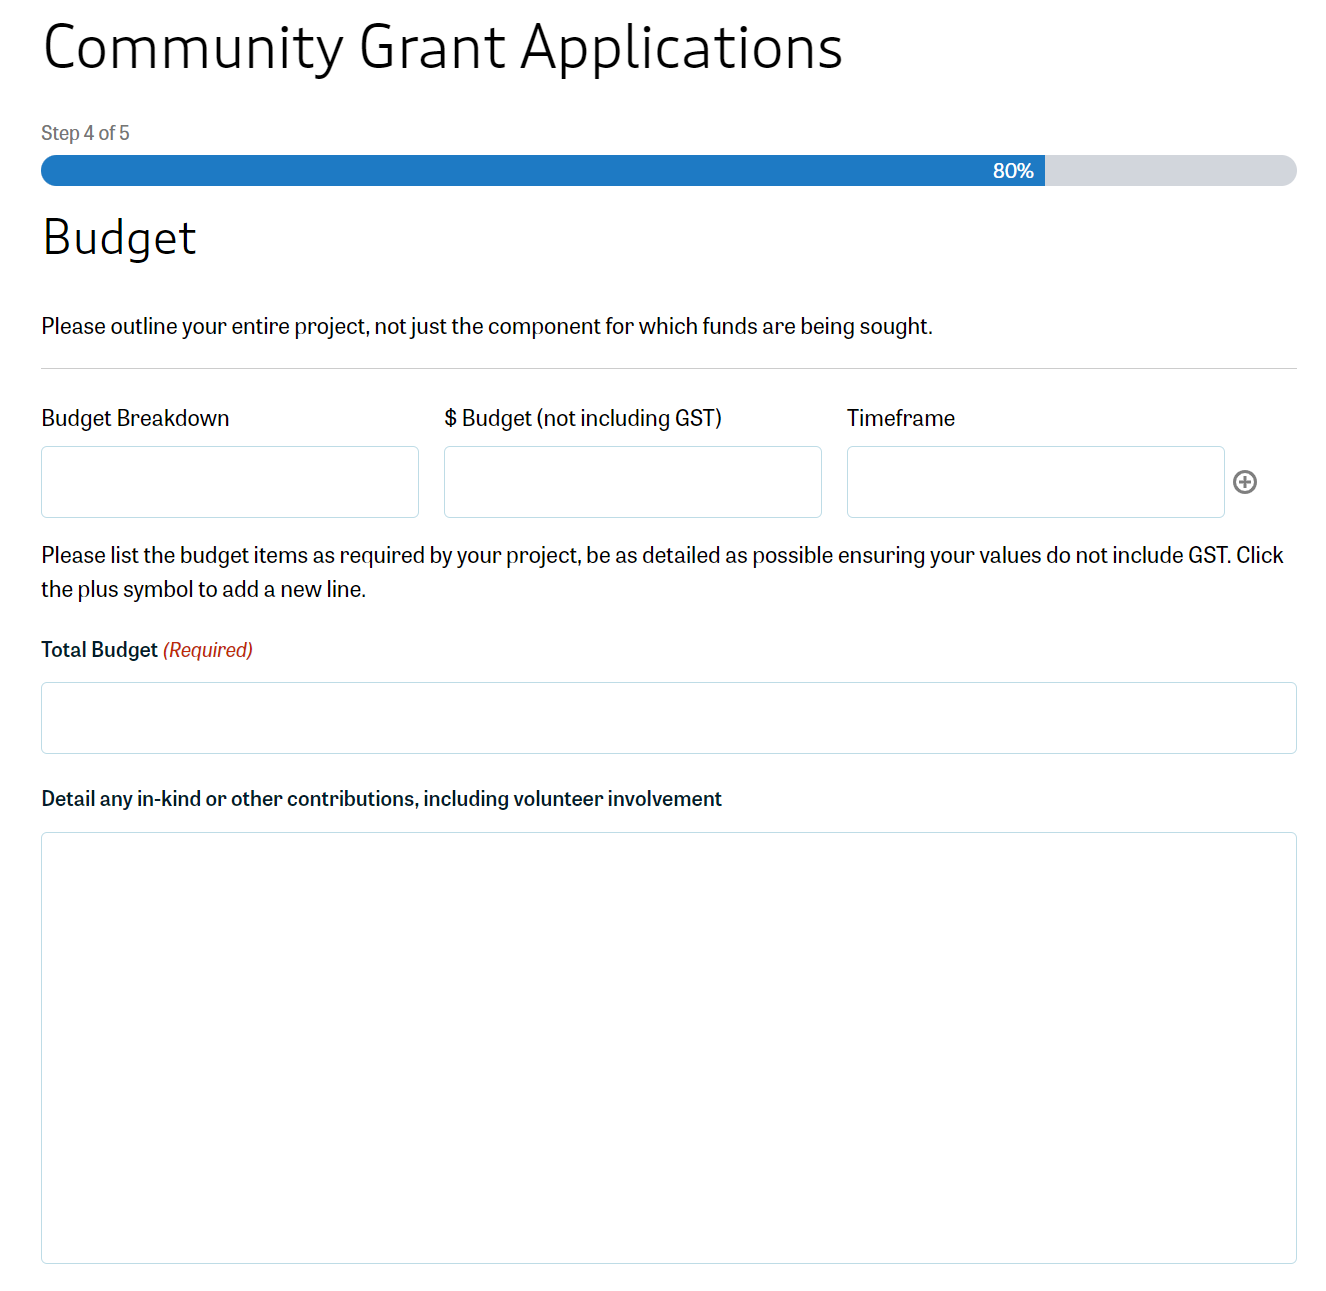 Community Grant Applications
Step 4 of 5
80%
Budget
Please outline your entire project, not just the component for which funds are being sought.
Budget Breakdown
$ Budget (not including GST)
Timeframe
Please list the budget items as required by your project, be as detailed as possible ensuring your values do not include GST. Click
the plus symbol to add a new line.
Total Budget (Required)
Detail any in-kind or other contributions, including volunteer involvement